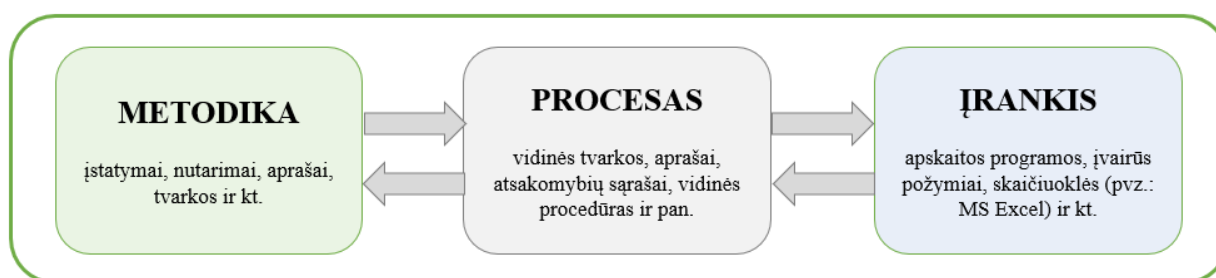 METODIKA
įstatymai, nutarimai, aprašai,
tvarkos ir kt.
PROCESAS
vidinės tvarkos, aprašai,
atsakomybių sąrašai, vidinės
procedūras ir pan.
ĮRANKIS
apskaitos programos, įvairūs
požymiai, skaičiuoklės (pvz.:
MS Excel) ir kt.